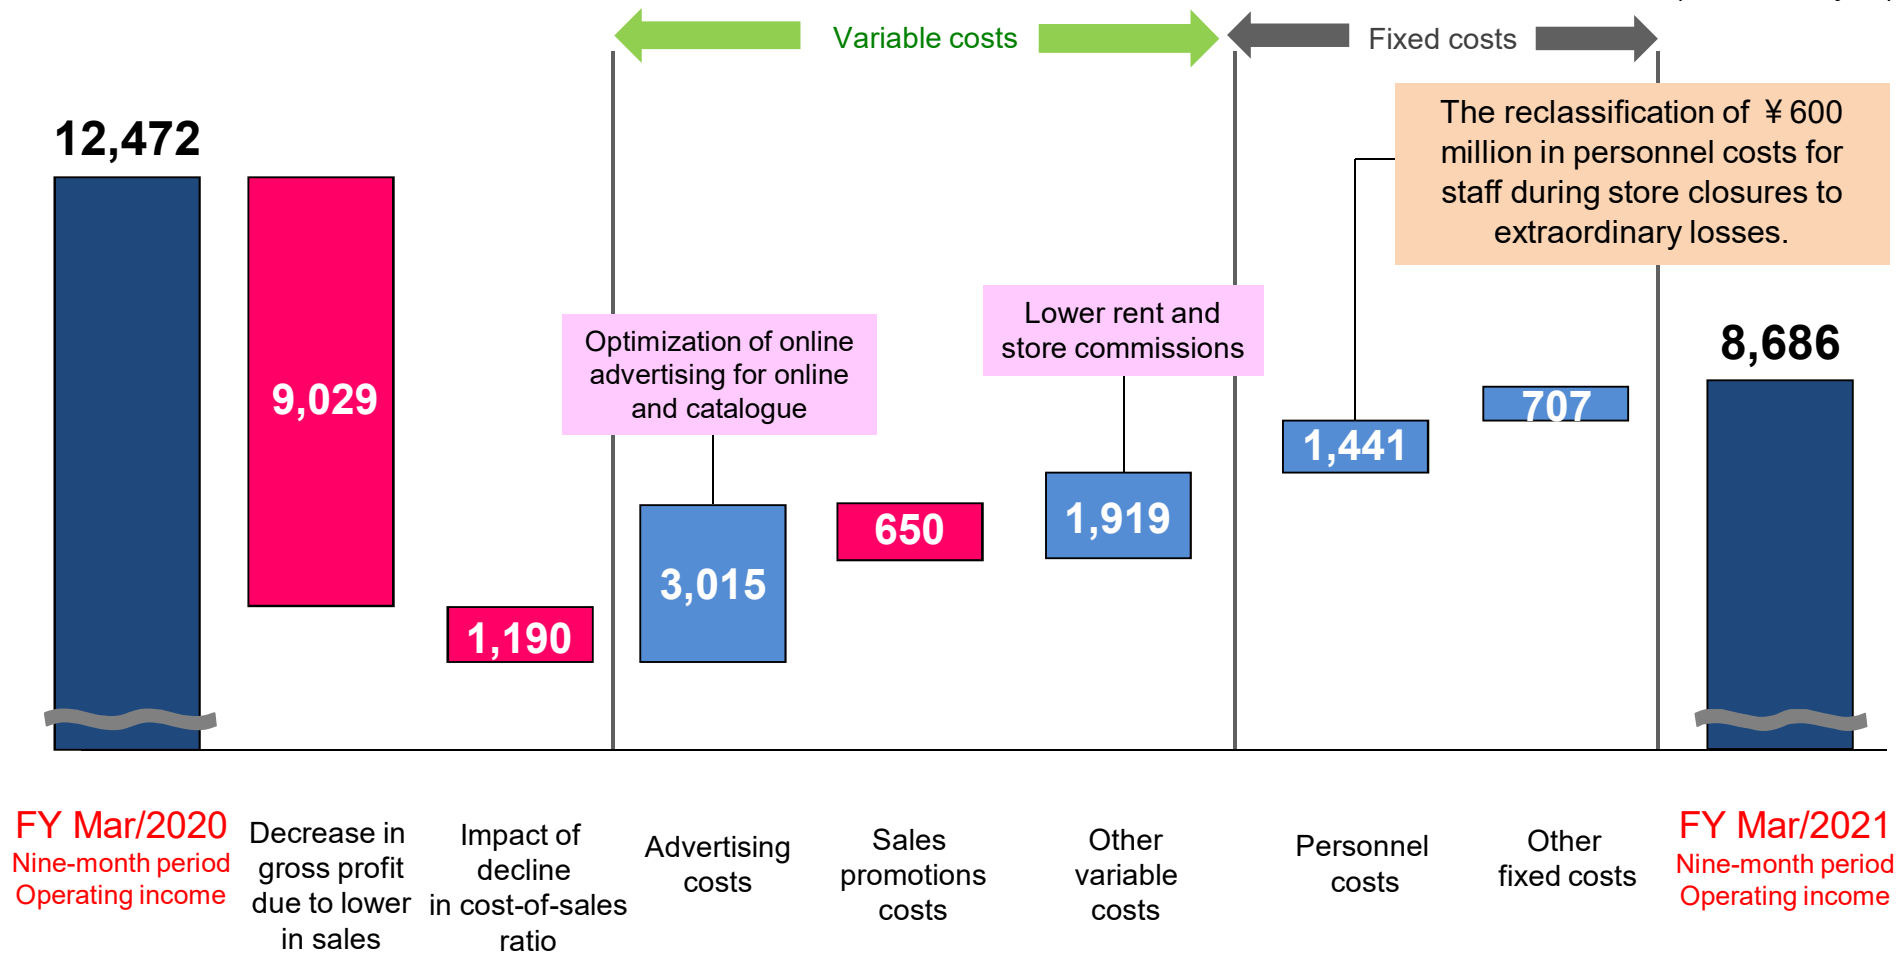 Variable costs
Fixed costs
The reclassification of ￥600
million in personnel costs for
staff during store closures to
extraordinary losses.
12,472
9,029
1,190
Optimization of online
advertising for online
and catalogue
3,015
650
Lower rent and
store commissions
1,919
1,441
707
8,686
FY Mar/2020
Nine-month period
Operating income
Decrease in
gross profit
due to lower
in sales
Impact of
decline
in cost-of-sales
ratio
Advertising
costs
Sales
promotions
costs
Other
variable
costs
Personnel
costs
Other
fixed costs
FY Mar/2021
Nine-month period
Operating income